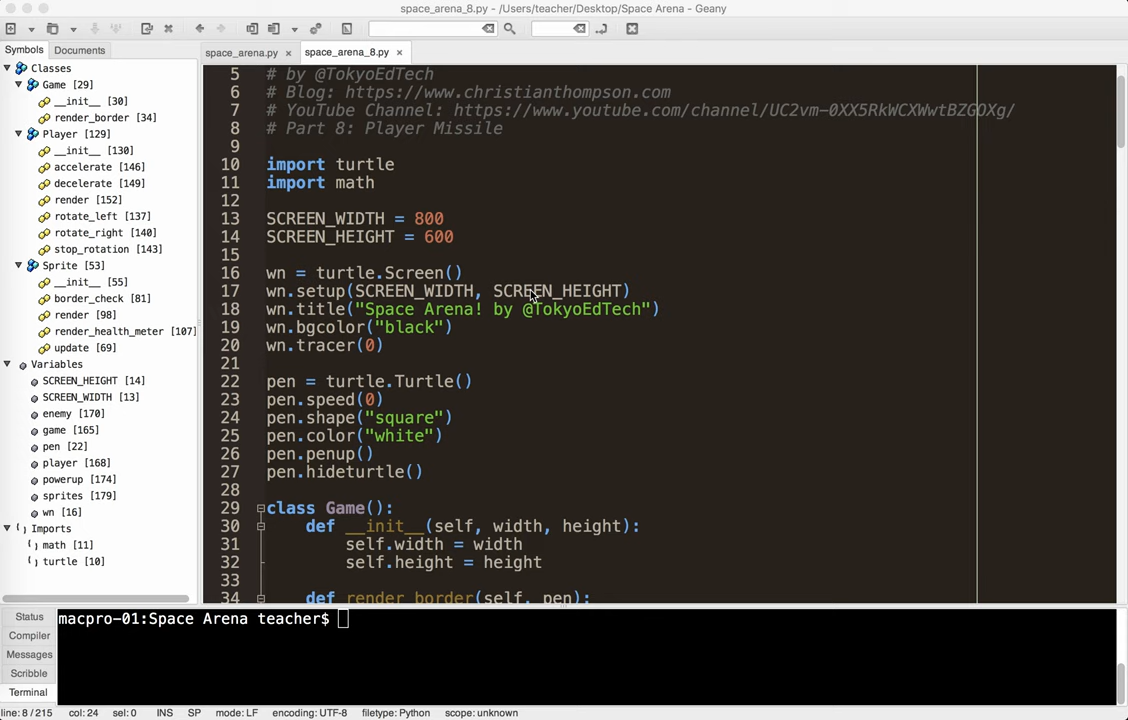 space_arena_8.py - /Users/teacher/Desktop/Space Arena - Geany
Symbols
Documents
space_arena.py ×
space_arena_8.py ×
Classes
Game [29]
__init__ [30]
render_border [34]
Player [129]
__init__ [130]
accelerate [146]
decelerate [149]
render [152]
rotate_left [137]
rotate_right [140]
stop_rotation [143]
Sprite [53]
__init__ [55]
border_check [81]
render [98]
render_health_meter [107]
update [69]
Variables
SCREEN_HEIGHT [14]
SCREEN_WIDTH [13]
enemy [170]
game [165]
pen [22]
player [168]
powerup [174]
sprites [179]
wn [16]
Imports
math [11]
turtle [10]
5 # by @TokyoEdTech
6 # Blog: https://www.christianthompson.com
7 # YouTube Channel: https://www.youtube.com/channel/UC2vm-0XX5RkWCXWwtBZGOXg/
8 # Part 8: Player Missile
9
10 import turtle
11 import math
12
13 SCREEN_WIDTH = 800
14 SCREEN_HEIGHT = 600
15
16 wn = turtle.Screen()
17 wn.setup(SCREEN_WIDTH, SCREEN_HEIGHT)
18 wn.title("Space Arena! by @TokyoEdTech")
19 wn.bgcolor("black")
20 wn.tracer(0)
21
22 pen = turtle.Turtle()
23 pen.speed(0)
24 pen.shape("square")
25 pen.color("white")
26 pen.penup()
27 pen.hideturtle()
28
29 class Game():
30 def __init__(self, width, height):
31 self.width = width
32 self.height = height
33
34 def render_border(self, pen):
Status
Compiler
Messages
Scribble
Terminal
macpro-01:Space Arena teacher$
line: 8 / 215 col: 24 sel: 0 INS SP mode: LF encoding: UTF-8 filetype: Python scope: unknown